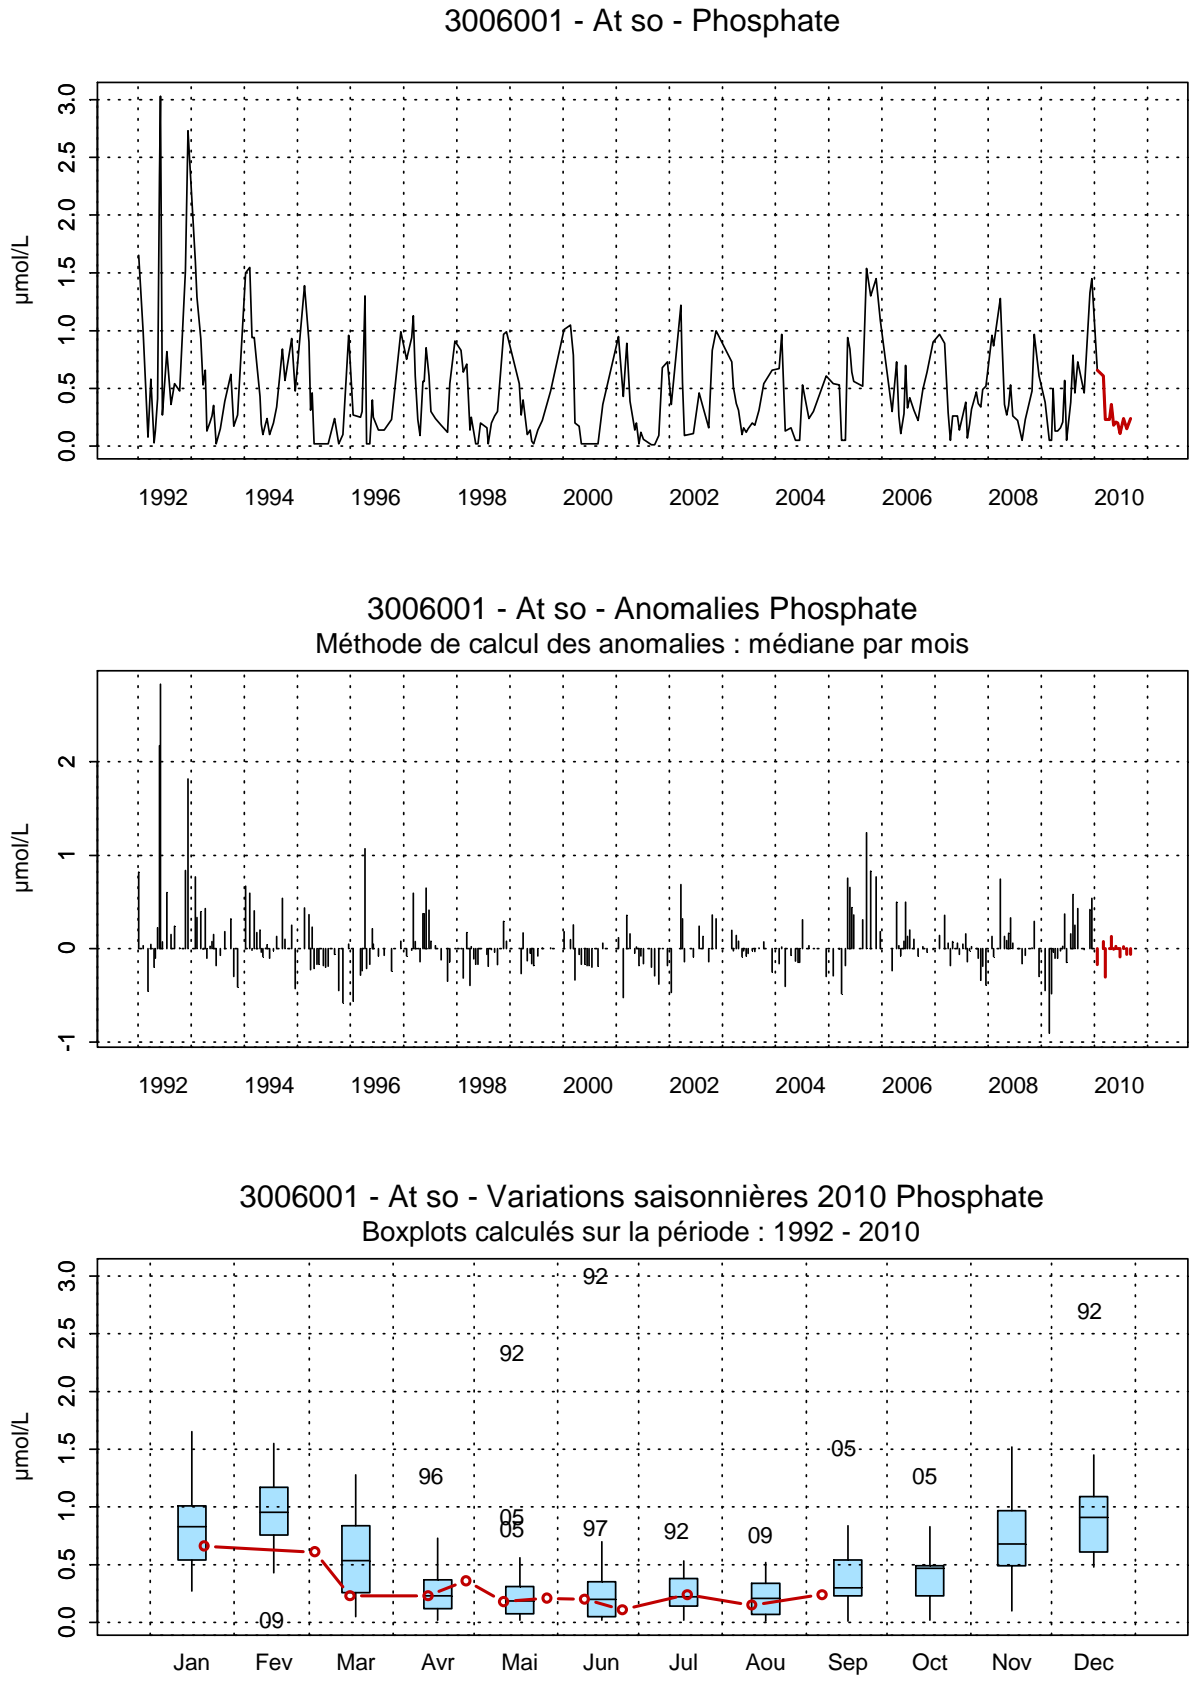 3006001 - At so - Phosphate
3.0
2.5
2.0
1.5
1.0
0.5
0.0
µmol/L
1992 1994 1996 1998 2000 2002 2004 2006 2008 2010
3006001 - At so - Anomalies Phosphate
Méthode de calcul des anomalies : médiane par mois
2
1
0
-1
µmol/L
1992 1994 1996 1998 2000 2002 2004 2006 2008 2010
3006001 - At so - Variations saisonnières 2010 Phosphate
Boxplots calculés sur la période : 1992 - 2010
3.0
2.5
2.0
1.5
1.0
0.5
0.0
µmol/L
92
92
92
96
05
05
05
05
97
92
09
09
Jan Fev Mar Avr Mai Jun Jul Aou Sep Oct Nov Dec